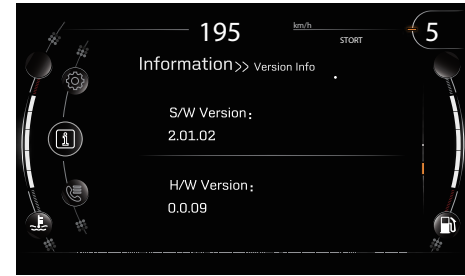 195 km/h STORT 5
Information>> Version Info
S/W Version:
2.01.02
H/W Version:
0.0.09